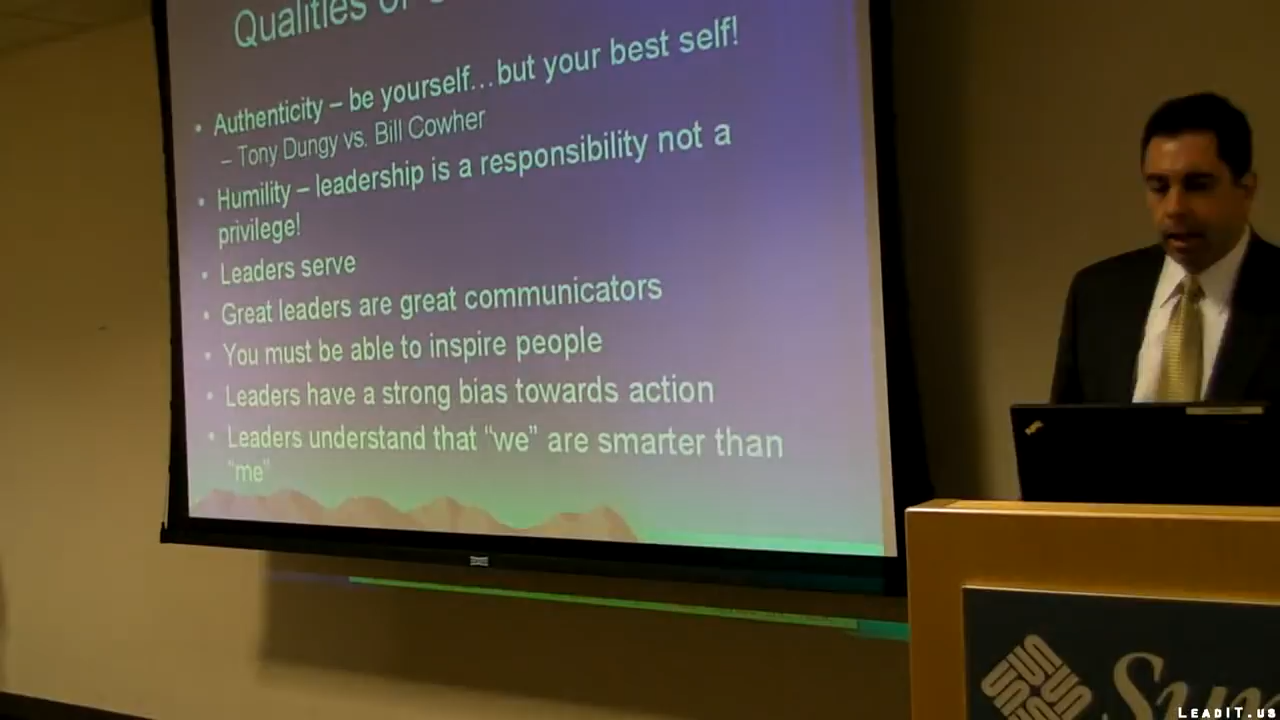 Qualities of
• Authenticity – be yourself…but your best self!
– Tony Dungy vs. Bill Cowher
• Humility – leadership is a responsibility not a
privilege!
• Leaders serve
• Great leaders are great communicators
• You must be able to inspire people
• Leaders have a strong bias towards action
• Leaders understand that “we” are smarter than
“me”
Sun
LeadIT.us